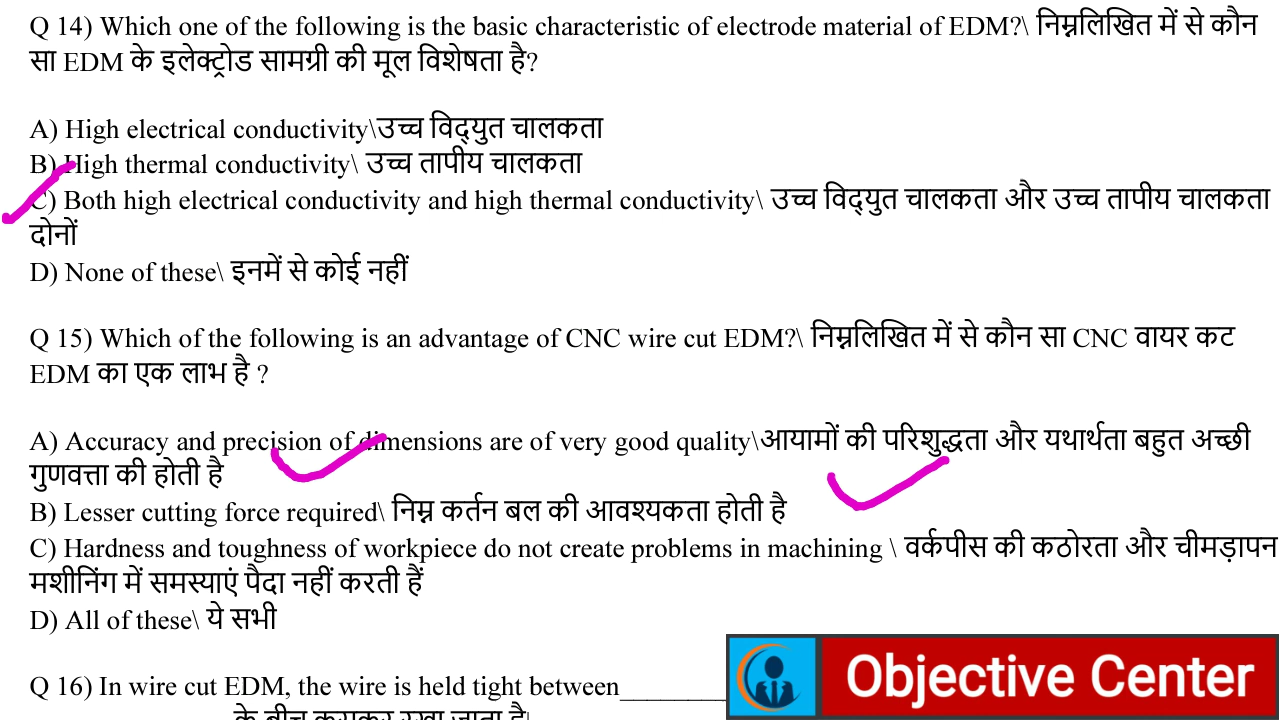 Q 14) Which one of the following is the basic characteristic of electrode material of EDM?\ निम्नलिखित में से कौन
सा EDM के इलेक्ट्रोड सामग्री की मूल विशेषता है?
A) High electrical conductivity\उच्च विद्युत चालकता
B) High thermal conductivity\ उच्च तापीय चालकता
C) Both high electrical conductivity and high thermal conductivity\ उच्च विद्युत चालकता और उच्च तापीय चालकता
दोनों
D) None of these\ इनमें से कोई नहीं
Q 15) Which of the following is an advantage of CNC wire cut EDM?\ निम्नलिखित में से कौन सा CNC वायर कट
EDM का एक लाभ है ?
A) Accuracy and precision of dimensions are of very good quality\आयामों की परिशुद्धता और यथार्थता बहुत अच्छी
गुणवत्ता की होती है
B) Lesser cutting force required\ निम्न कर्तन बल की आवश्यकता होती है
C) Hardness and toughness of workpiece do not create problems in machining \ वर्कपीस की कठोरता और चीमड़ापन
मशीनिंग में समस्याएं पैदा नहीं करती हैं
D) All of these\ ये सभी
Q 16) In wire cut EDM, the wire is held tight between________
Objective Center